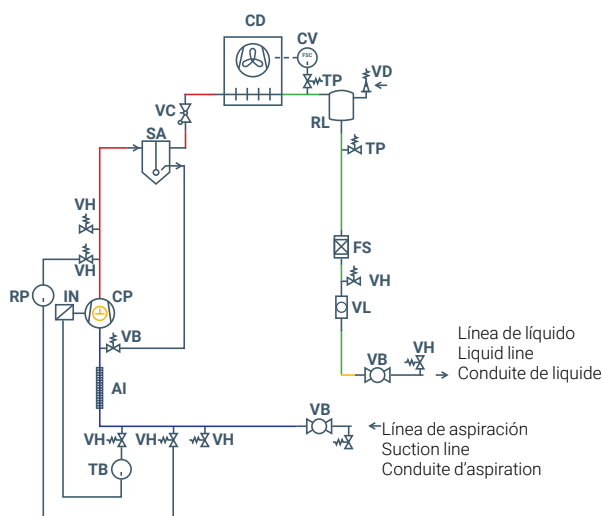 CD
CV
FSC
TP
VD
VC
RL
SA
TP
VH
FS
VH
VH
RP
IN
CP
VL
VB
VH
VB
Línea de líquido
Liquid line
Conduite de liquide
AI
VB
Línea de aspiración
Suction line
Conduite d'aspiration
VH
VH
VH
TB